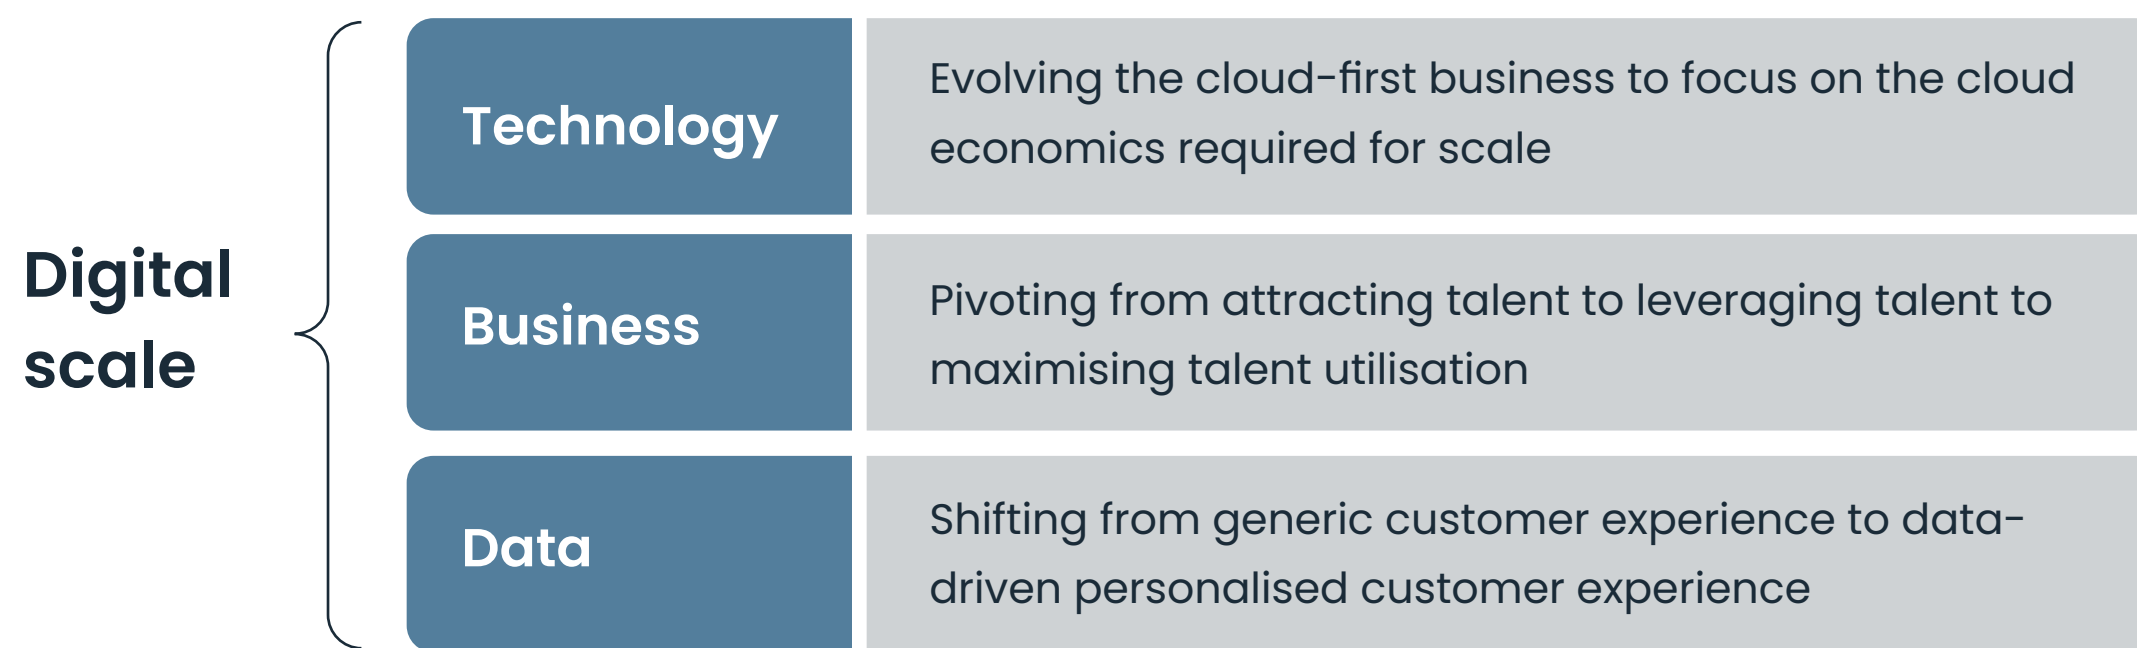 Digital
scale
Technology
Evolving the cloud-first business to focus on the cloud
economics required for scale
Business
Pivoting from attracting talent to leveraging talent to
maximising talent utilisation
Data
Shifting from generic customer experience to data-
driven personalised customer experience